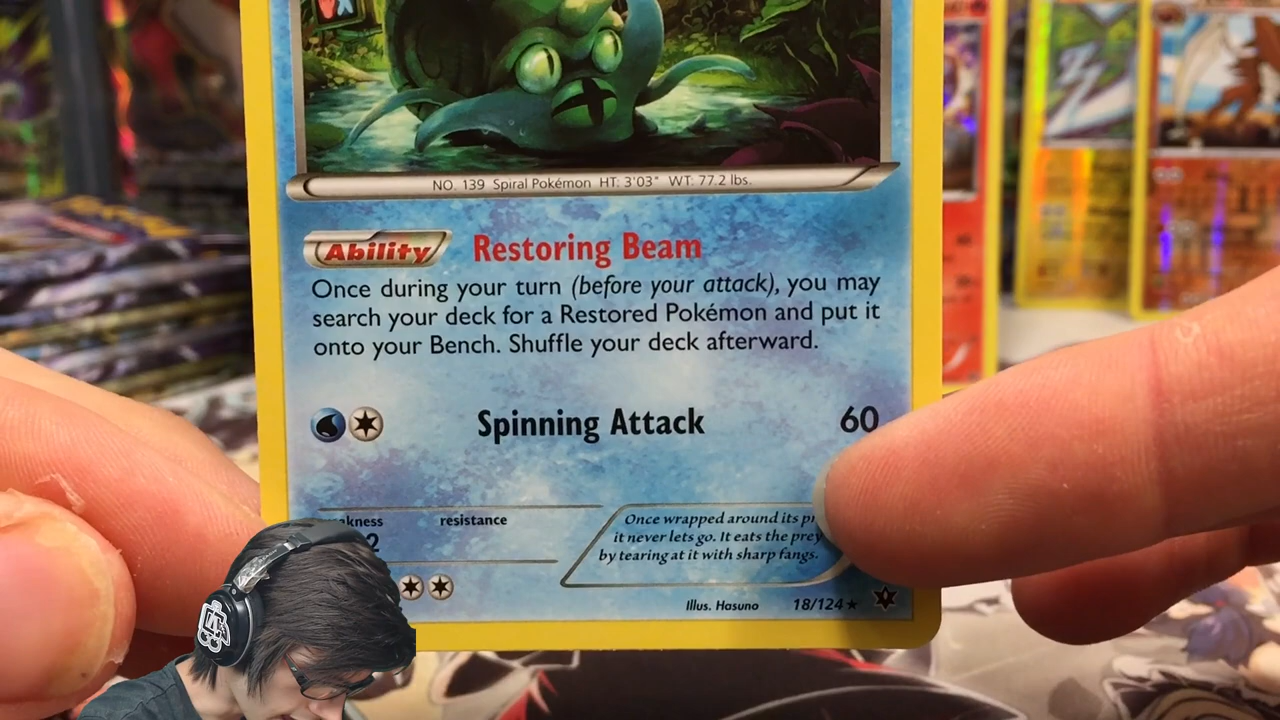 NO. 139 Spiral Pokémon HT: 3'03" WT: 77.2 lbs.
Ability Restoring Beam
Once during your turn (before your attack), you may
search your deck for a Restored Pokémon and put it
onto your Bench. Shuffle your deck afterward.
Spinning Attack 60
resistance
Once wrapped around its
it never lets go. It eats the prey
by tearing at it with sharp fangs.
Illus. Hasuno 18/124